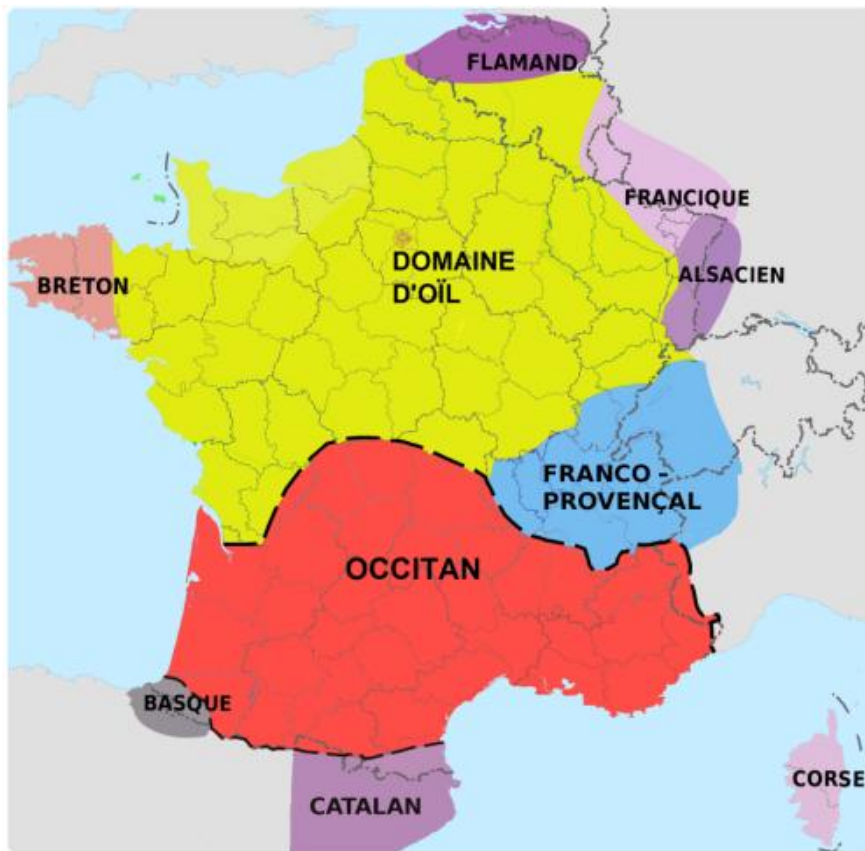 FLAMAND
FRANCIQUE
DOMAINE
D'OÏL
ALSACIEN
BRETON
FRANCO -
PROVENÇAL
OCCITAN
BASQUE
CATALAN
CORSE